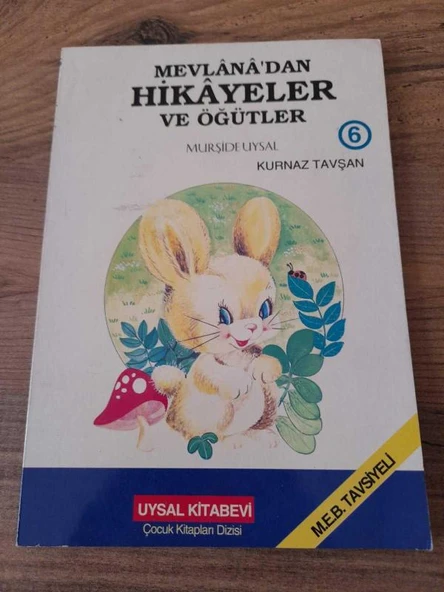 MEVLÂNÂ'DAN
HİKÂYELER
VE ÖĞÜTLER
6
MURŞİDE UYSAL
KURNAZ TAVŞAN
M.E.B. TAVSİYELİ
UYSAL KİTABEVİ
Çocuk Kitapları Dizisi